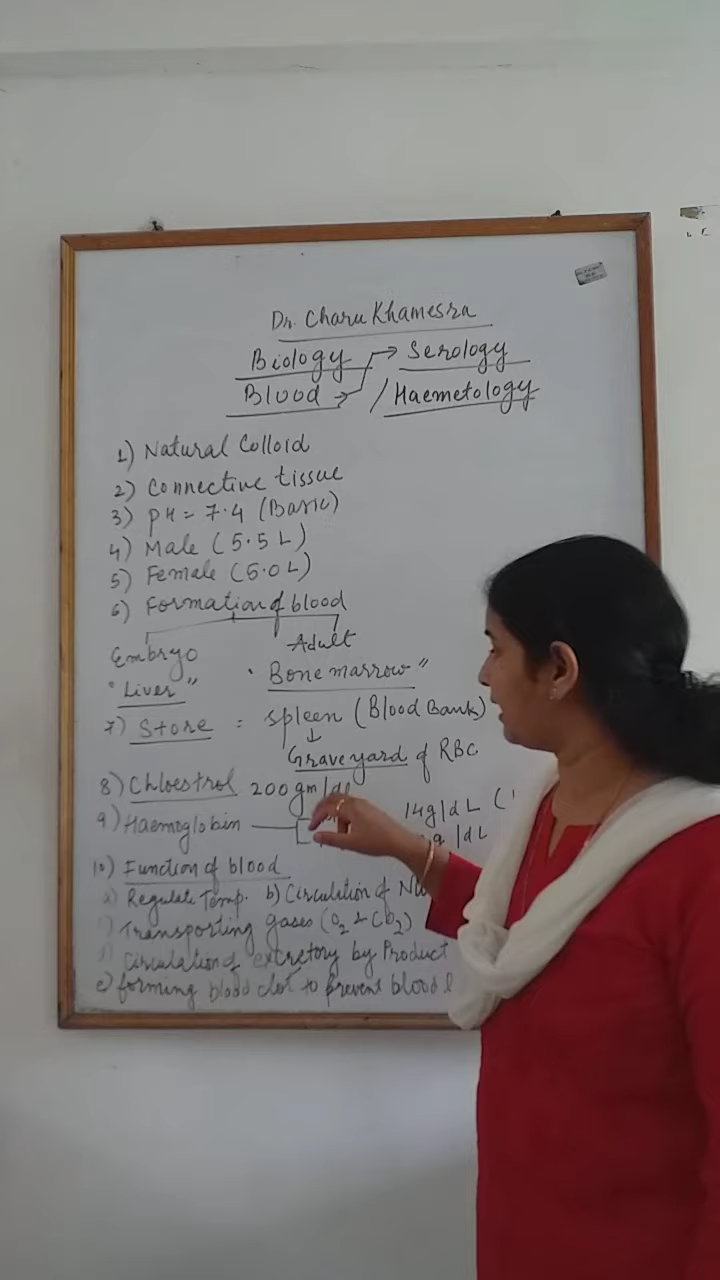 Dr. Charu Khamesra
Biology → Serology
Blood → / Haemetology
1) Natural Colloid
2) Connective tissue
3) PH = 7.4 (Basic)
4) Male (5.5 L)
5) Female (5.0 L)
6) Formation of blood
Embryo Adult
"Liver" "Bone marrow"
7) Store = Spleen (Blood Bank)
↓
Graveyard of RBC
8) Chloestrol 200 gm/dl
9) Haemoglobin 14g/dL (
g/dL
10) Function of blood
a) Regulate Temp. b) Circulation of
Transporting gases (O2 & CO2)
Circulation of excretory by Product
e) forming blood clot to prevent blood